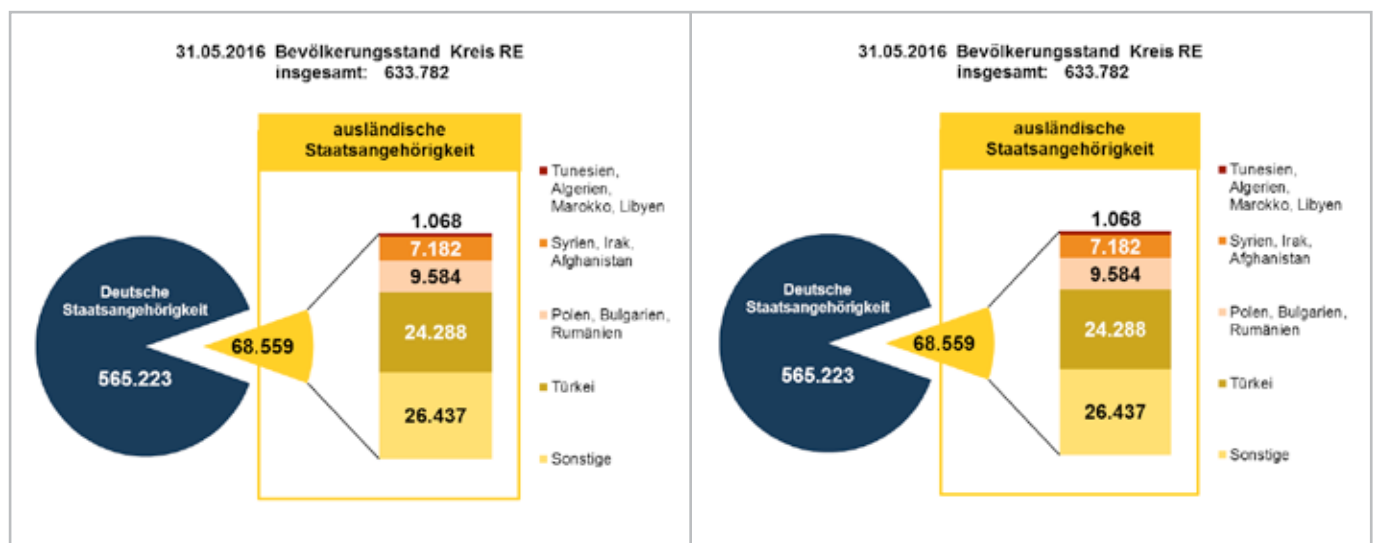 31.05.2016 Bevölkerungsstand Kreis RE
insgesamt: 633.782
ausländische
Staatsangehörigkeit
Tunesien,
Algerien,
Marokko, Libyen
1.068
7.182
Syrien, Irak,
Afghanistan
9.584
Deutsche
Staatsangehörigkeit
Polen, Bulgarien,
Rumänien
24.288
68.559
565.223
Türkei
26.437
Sonstige
31.05.2016 Bevölkerungsstand Kreis RE
insgesamt: 633.782
ausländische
Staatsangehörigkeit
Tunesien,
Algerien,
Marokko, Libyen
1.068
7.182
Syrien, Irak,
Afghanistan
9.584
Deutsche
Staatsangehörigkeit
Polen, Bulgarien,
Rumänien
24.288
68.559
565.223
Türkei
26.437
Sonstige